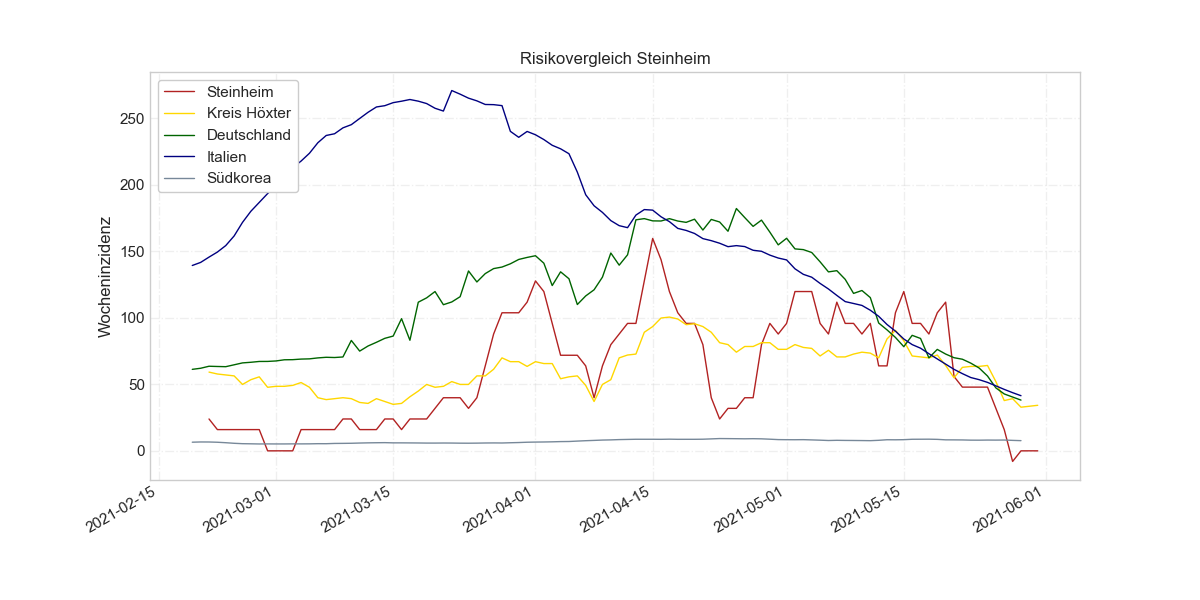 Risikovergleich Steinheim
Steinheim
Kreis Höxter
Deutschland
Italien
Südkorea
Wocheninzidenz
250
200
150
100
50
0
2021-02-15
2021-03-01
2021-03-15
2021-04-01
2021-04-15
2021-05-01
2021-05-15
2021-06-01